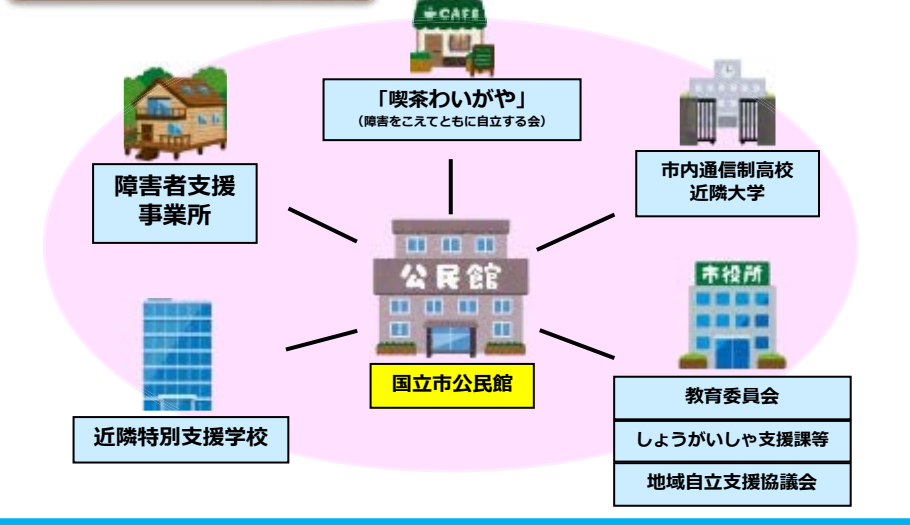 CAFE
「喫茶わいがや」
（障害をこえてともに自立する会）
障害者支援
事業所
市内通信制高校
近隣大学
公民館
市役所
国立市公民館
近隣特別支援学校
教育委員会
しょうがいしゃ支援課等
地域自立支援協議会